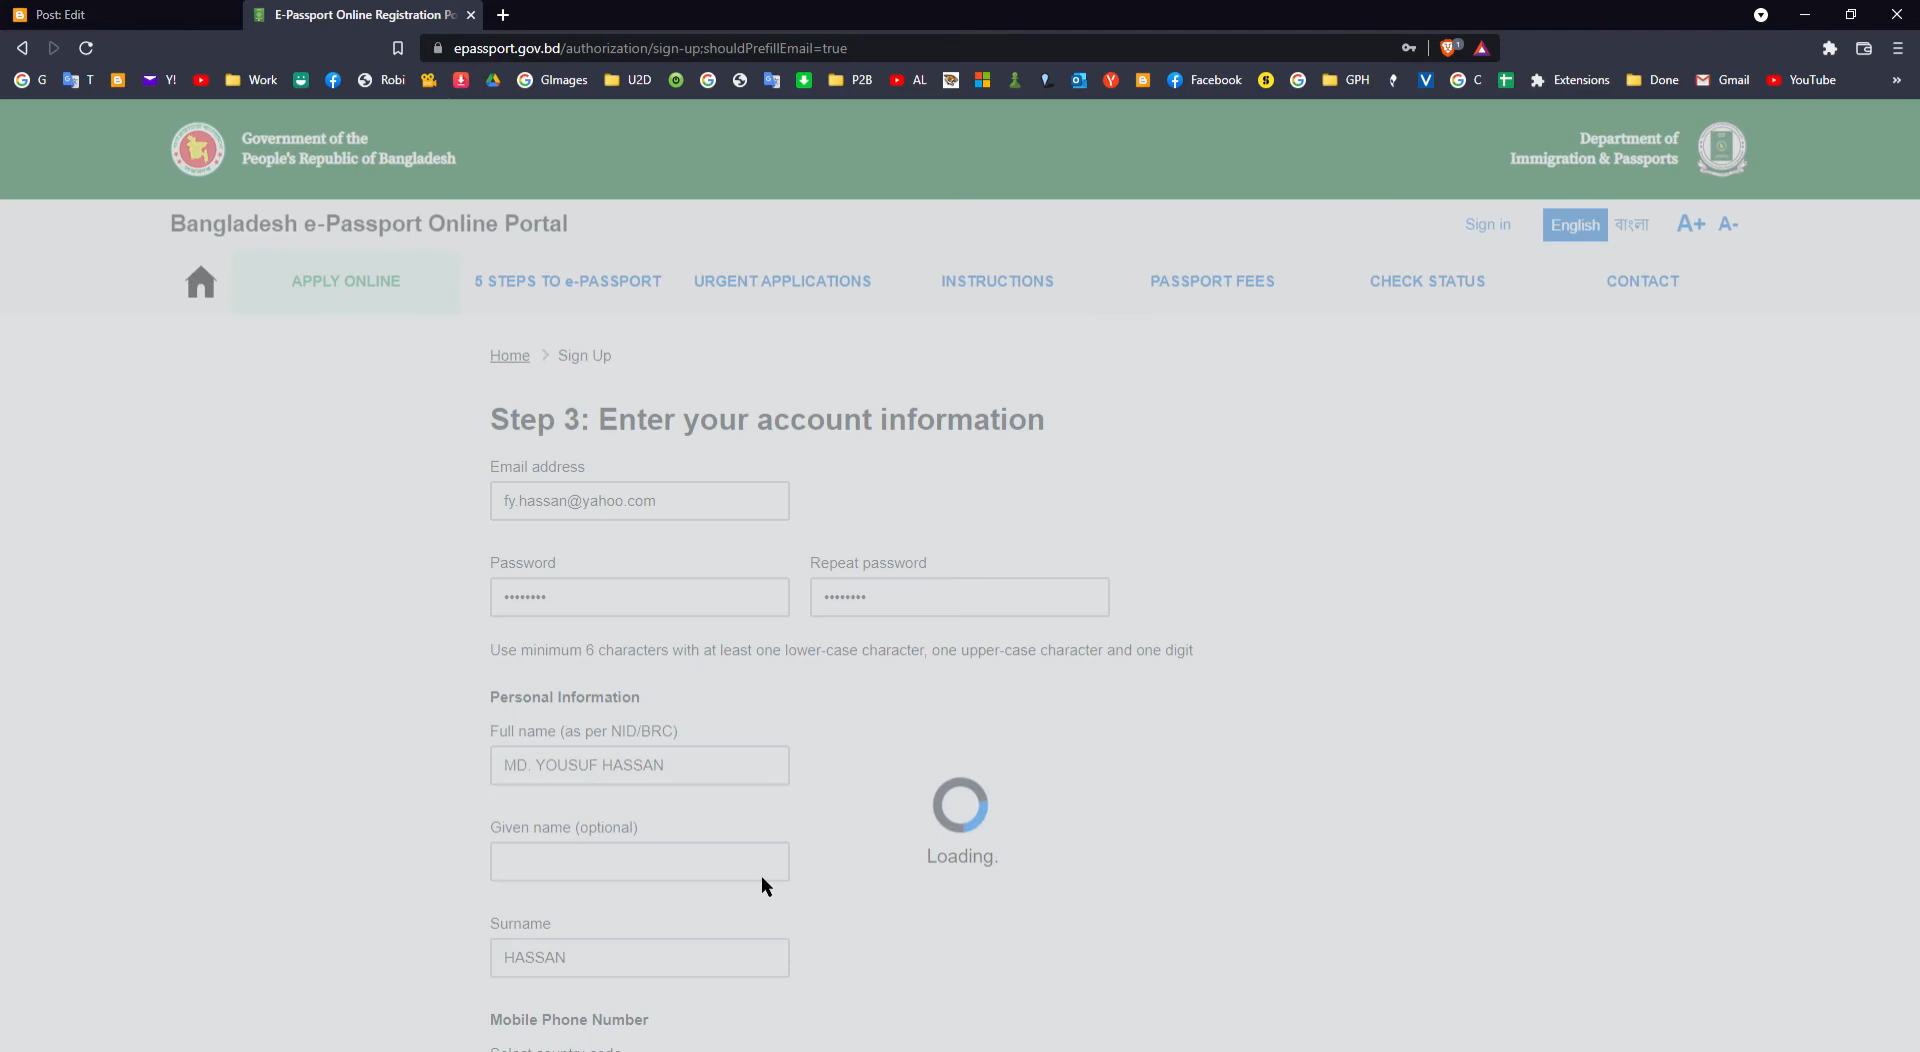 Post: Edit
E-Passport Online Registration Po
epassport.gov.bd/authorization/sign-up;shouldPrefillEmail=true
G T Y! Work Robi GImages U2D P2B AL Facebook GPH C Extensions Done Gmail YouTube »
Government of the
People's Republic of Bangladesh
Department of
Immigration & Passports
Bangladesh e-Passport Online Portal
Sign in English বাংলা A+ A-
APPLY ONLINE 5 STEPS TO e-PASSPORT URGENT APPLICATIONS INSTRUCTIONS PASSPORT FEES CHECK STATUS CONTACT
Home > Sign Up
Step 3: Enter your account information
Email address
fy.hassan@yahoo.com
Password Repeat password
•••••••• ••••••••
Use minimum 6 characters with at least one lower-case character, one upper-case character and one digit
Personal Information
Full name (as per NID/BRC)
MD. YOUSUF HASSAN
Given name (optional)
Loading.
Surname
HASSAN
Mobile Phone Number
Select country code